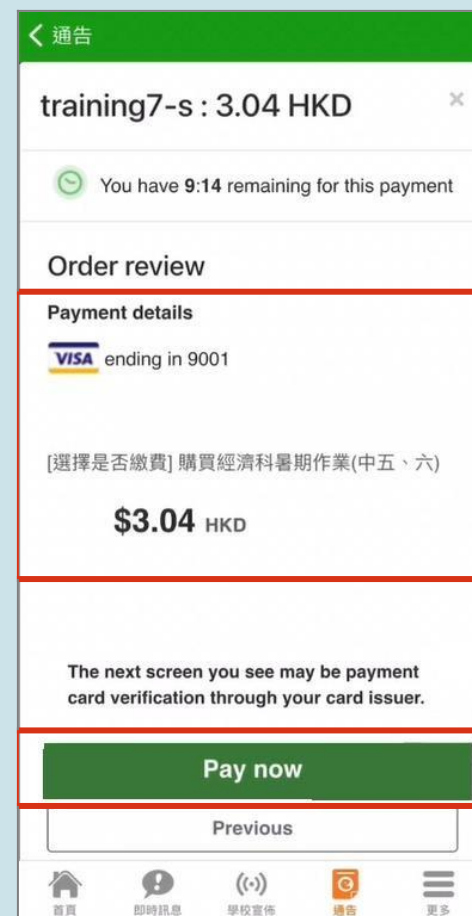 通告
training7-s : 3.04 HKD
×
You have 9:14 remaining for this payment
Order review
Payment details
VISA ending in 9001
[選擇是否繳費] 購買經濟科暑期作業(中五、六)
$3.04 HKD
The next screen you see may be payment
card verification through your card issuer.
Pay now
Previous
首頁 即時訊息 學校宣佈 通告 更多